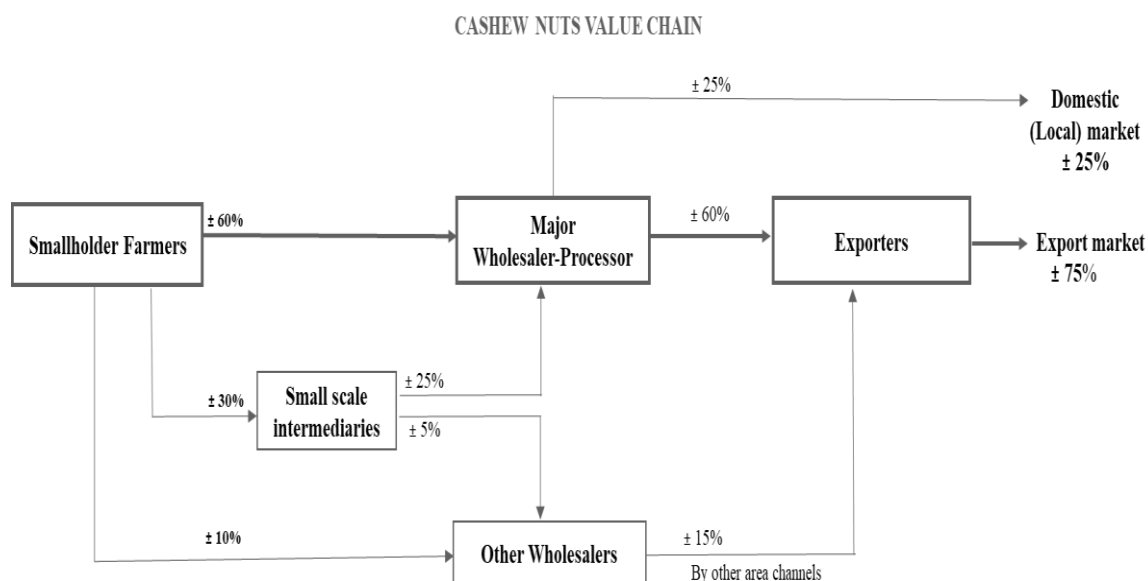 CASHEW NUTS VALUE CHAIN
± 25%
Domestic
(Local) market
± 25%
Smallholder Farmers
± 60%
Major
Wholesaler-Processor
± 60%
Exporters
Export market
± 75%
± 30%
Small scale
intermediaries
± 25%
± 5%
± 10%
Other Wholesalers
± 15%
By other area channels